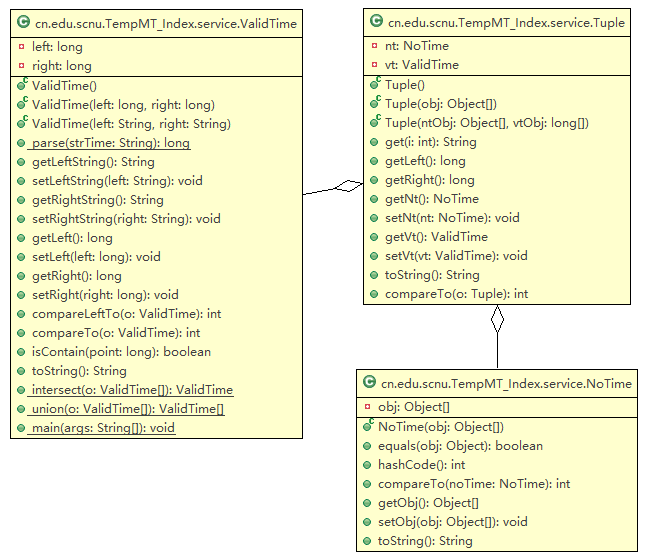 cn.edu.scnu.TempMT_Index.service.ValidTime
left: long
right: long
ValidTime()
ValidTime(left: long, right: long)
ValidTime(left: String, right: String)
parse(strTime: String): long
getLeftString(): String
setLeftString(left: String): void
getRightString(): String
setRightString(right: String): void
getLeft(): long
setLeft(left: long): void
getRight(): long
setRight(right: long): void
compareLeftTo(o: ValidTime): int
compareTo(o: ValidTime): int
isContain(point: long): boolean
toString(): String
intersect(o: ValidTime[]): ValidTime
union(o: ValidTime[]): ValidTime[]
main(args: String[]): void
cn.edu.scnu.TempMT_Index.service.Tuple
nt: NoTime
vt: ValidTime
Tuple()
Tuple(obj: Object[])
Tuple(ntObj: Object[], vtObj: long[])
get(i: int): String
getLeft(): long
getRight(): long
getNt(): NoTime
setNt(nt: NoTime): void
getVt(): ValidTime
setVt(vt: ValidTime): void
toString(): String
compareTo(o: Tuple): int
cn.edu.scnu.TempMT_Index.service.NoTime
obj: Object[]
NoTime(obj: Object[])
equals(obj: Object): boolean
hashCode(): int
compareTo(noTime: NoTime): int
getObj(): Object[]
setObj(obj: Object[]): void
toString(): String